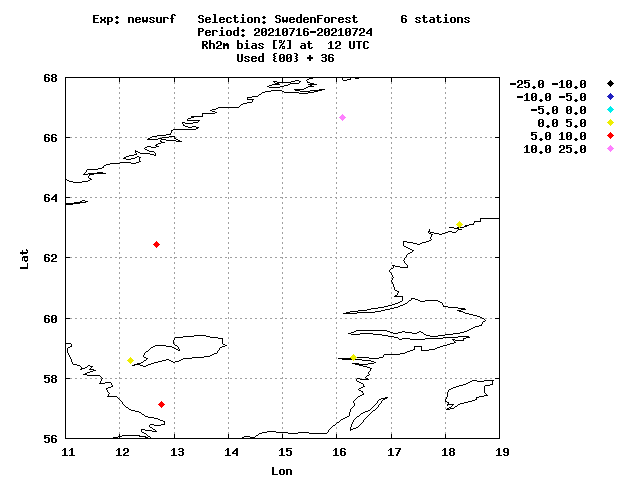 Exp: newsurf Selection: SwedenForest 6 stations
Period: 20210716-20210724
Rh2m bias [%] at 12 UTC
Used {00} + 36
-25.0 -10.0
-10.0 -5.0
-5.0 0.0
0.0 5.0
5.0 10.0
10.0 25.0
68
66
64
62
60
58
56
Lat
11 12 13 14 15 16 17 18 19
Lon